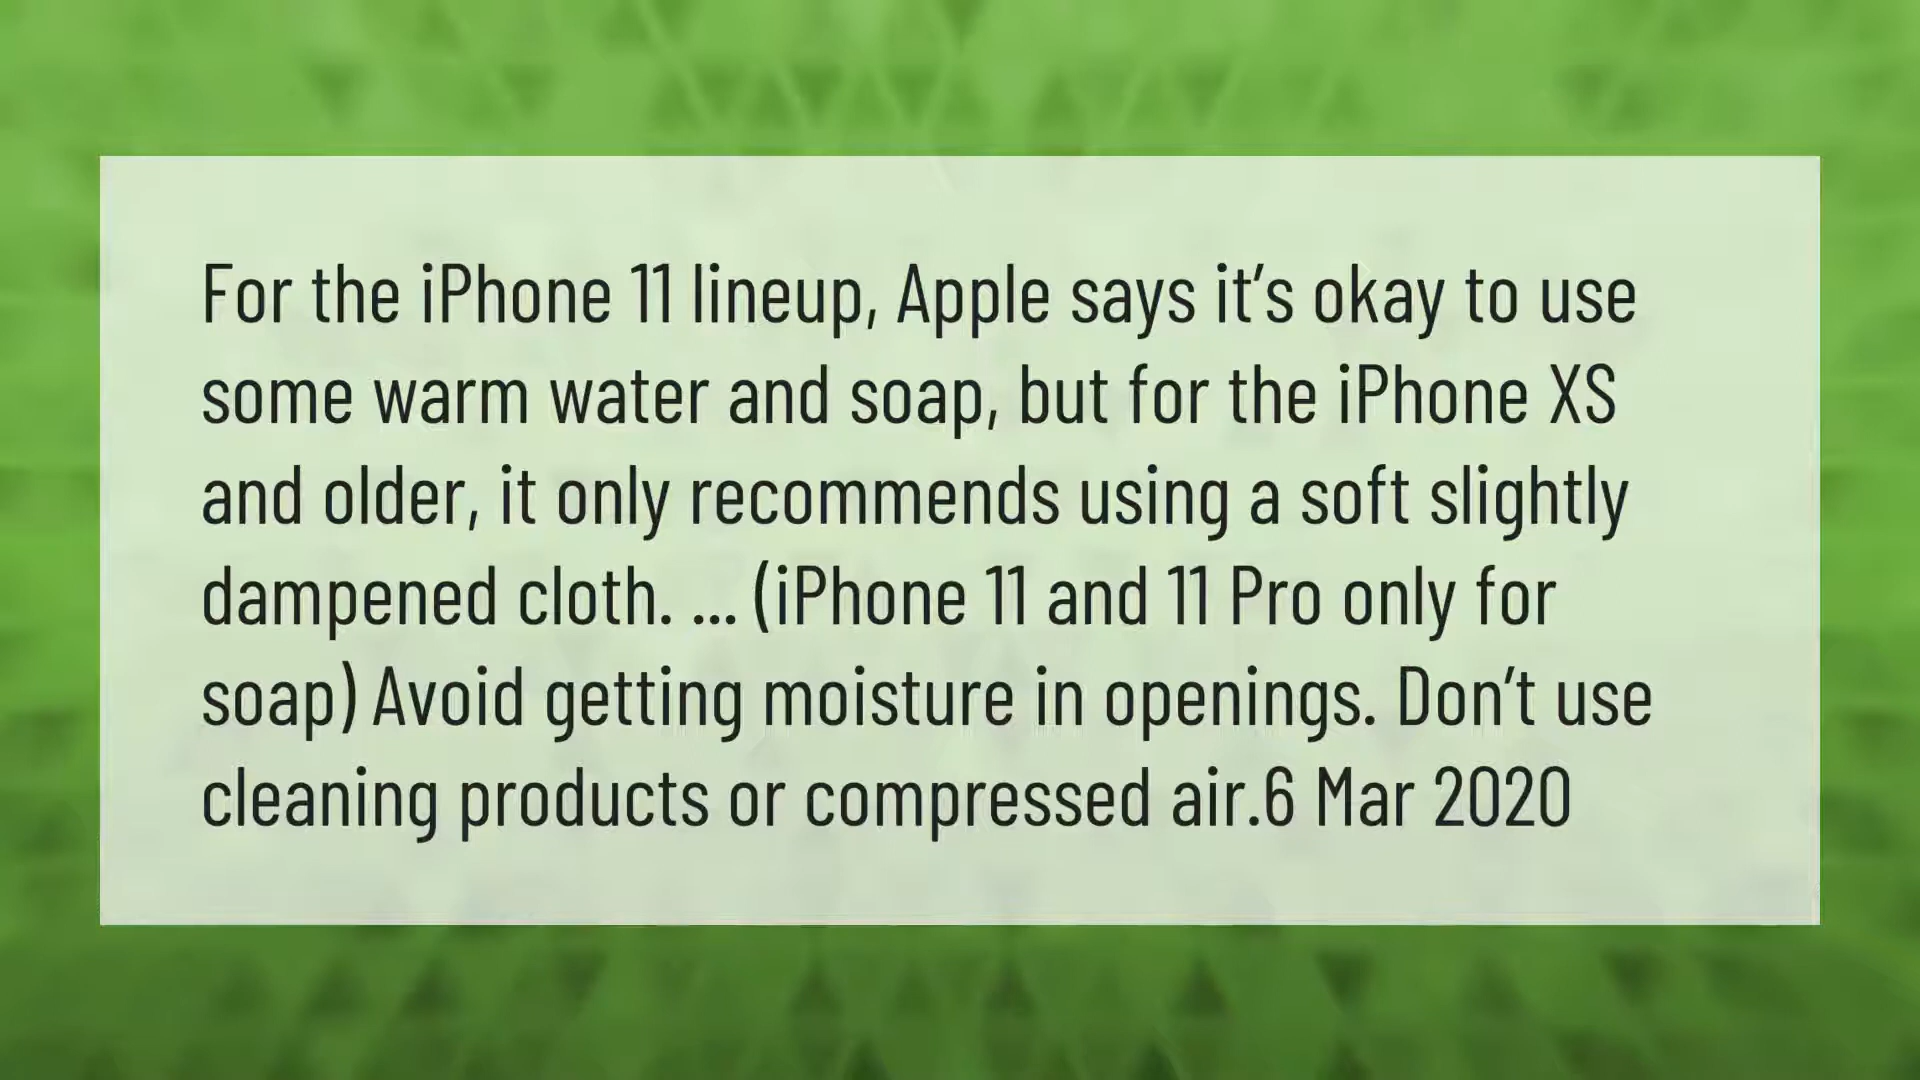 For the iPhone 11 lineup, Apple says it’s okay to use
some warm water and soap, but for the iPhone XS
and older, it only recommends using a soft slightly
dampened cloth. ... (iPhone 11 and 11 Pro only for
soap) Avoid getting moisture in openings. Don’t use
cleaning products or compressed air.6 Mar 2020